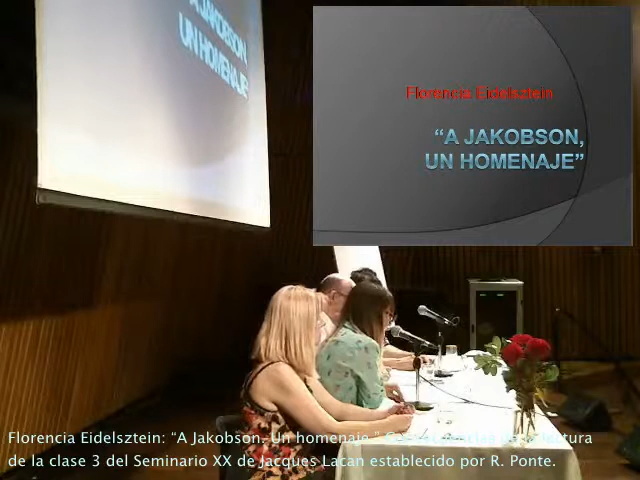 A JAKOBSON,
UN HOMENAJE
Florencia Eidelsztein
“A JAKOBSON,
UN HOMENAJE”
Florencia Eidelsztein: “A Jakobson. Un homenaje.” lectura
de la clase 3 del Seminario XX de Jacques Lacan establecido por R. Ponte.